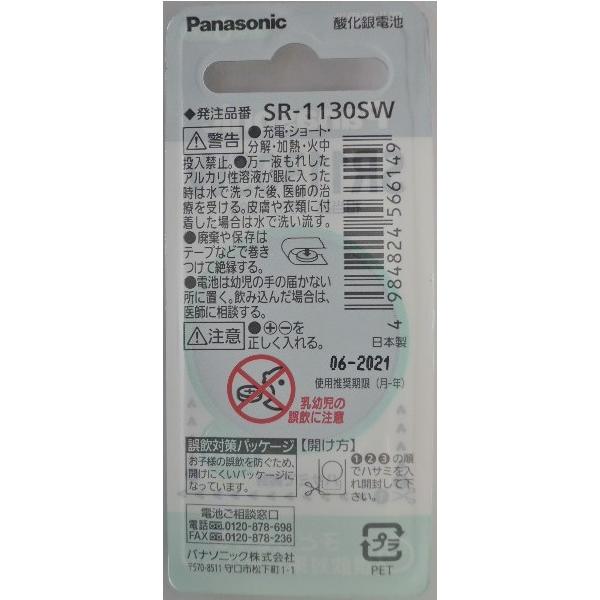 Panasonic 酸化銀電池
◆発注品番 SR-1130SW
⚠警告 ●充電・ショート・
分解・加熱・火中
投入禁止。●万一液もれした
アルカリ性溶液が眼に入った
時は水で洗った後、医師の治
療を受ける。皮膚や衣類に付
着した場合は水で洗い流す。
●廃棄や保存は
テープなどで巻き
つけて絶縁する。
●電池は幼児の手の届かない
所に置く。飲み込んだ場合は、
医師に相談する。
⚠注意 ●⊕⊖を
正しく入れる。
4 984824 566149
日本製
06-2021
使用推奨期限(月-年)
乳幼児の
誤飲に注意
誤飲対策パッケージ
お子様の誤飲を防ぐため、
開けにくいパッケージに
なっています。
【開け方】
❶❷❸の順
でハサミを入
れ開封して下
さい。
電池ご相談窓口
電話 0120-878-698
FAX 0120-878-236
パナソニック株式会社
〒570-8511 守口市松下町1-1
プラ
PET